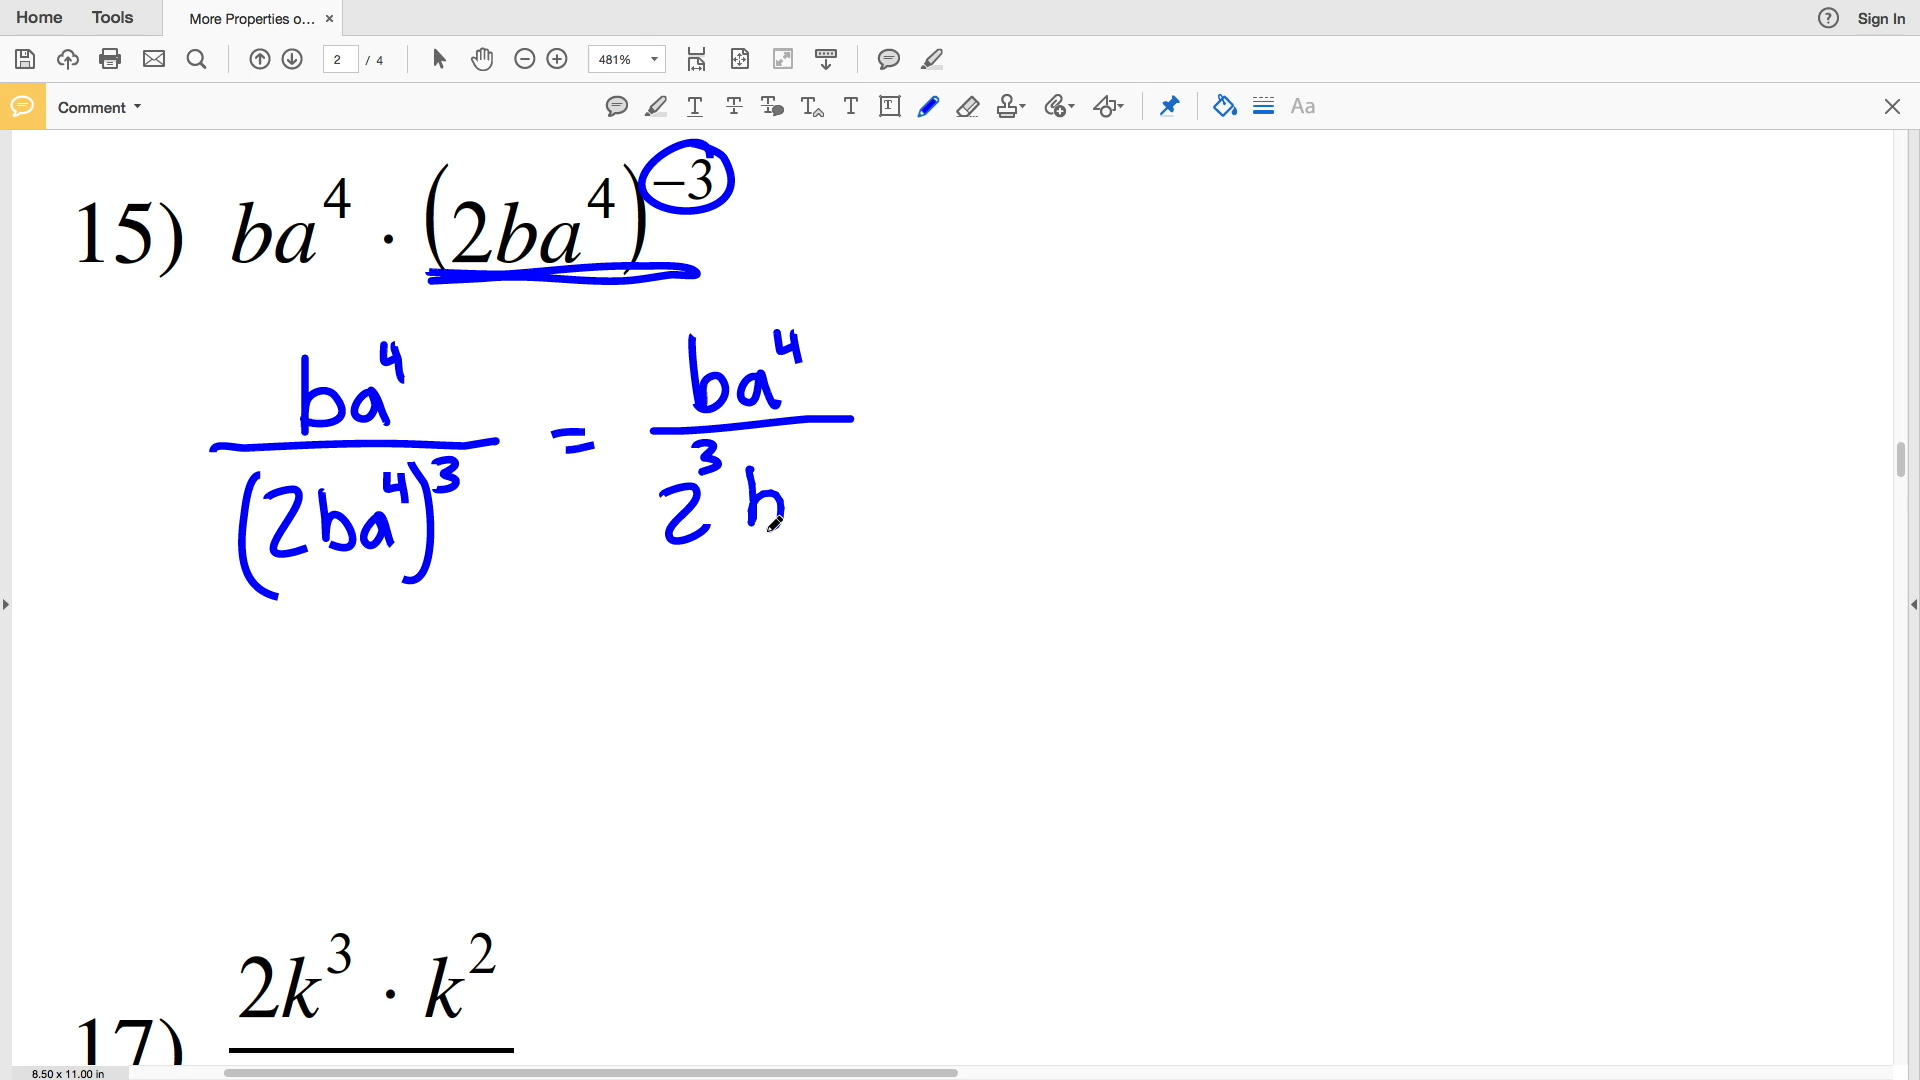 Home Tools More Properties o... × ? Sign In
2 / 4 481%
Comment Aa
15) ba⁴ · (2ba⁴)⁻³
ba⁴ / (2ba⁴)³ = ba⁴ / 2³ b
2k³ · k²
17)
8.50 x 11.00 in